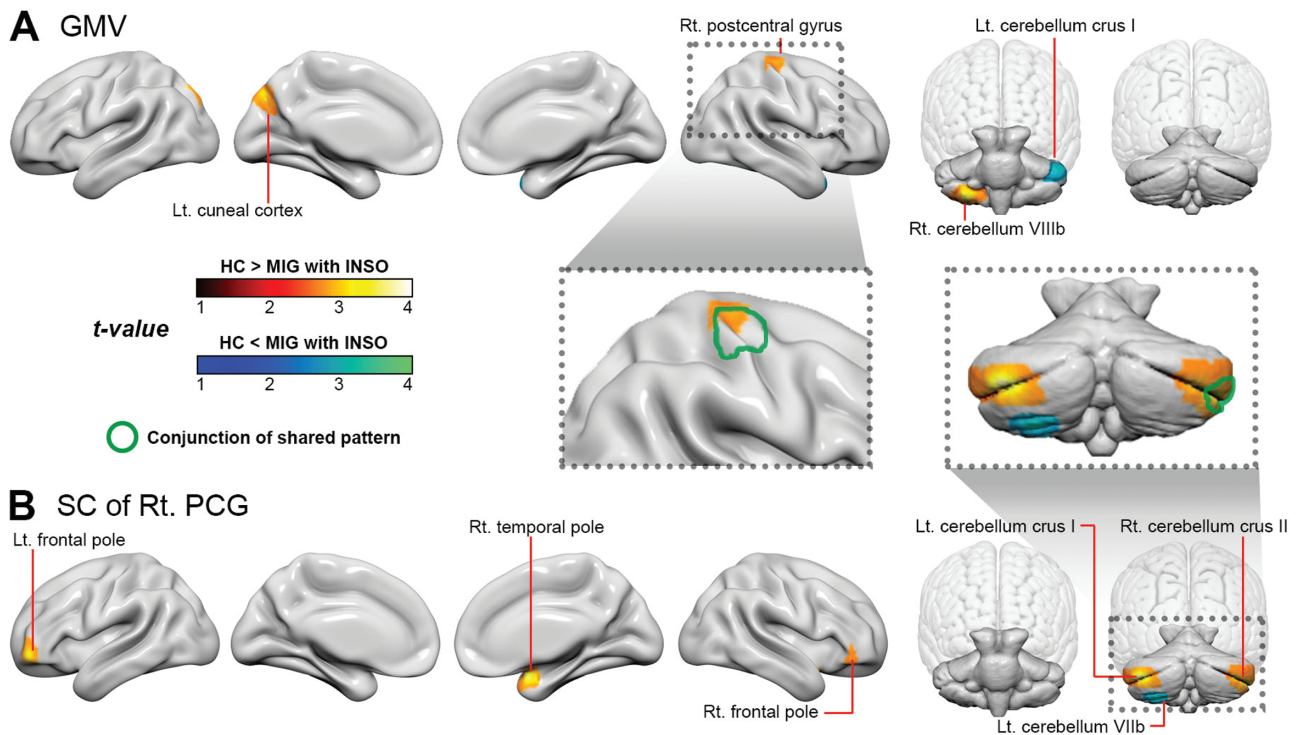 A GMV
Rt. postcentral gyrus
Lt. cerebellum crus I
Lt. cuneal cortex
Rt. cerebellum VIIIb
HC > MIG with INSO
1 2 3 4
t-value
HC < MIG with INSO
1 2 3 4
Conjunction of shared pattern
B SC of Rt. PCG
Lt. frontal pole
Rt. temporal pole
Rt. frontal pole
Lt. cerebellum crus I
Rt. cerebellum crus II
Lt. cerebellum VIIb